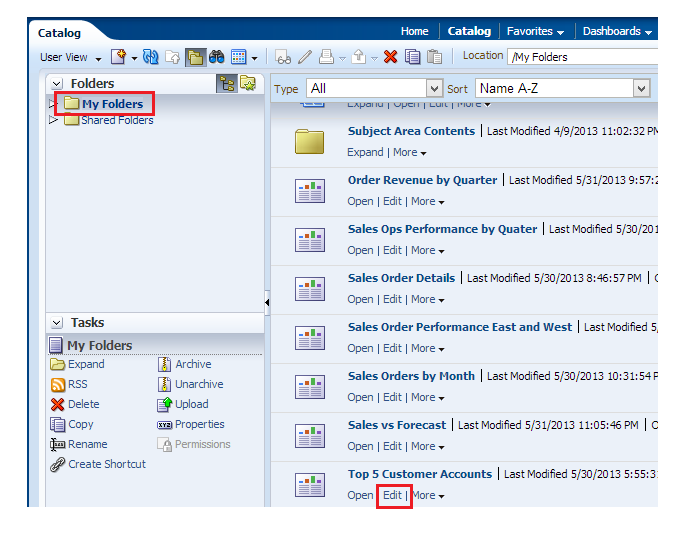 Catalog
Home Catalog Favorites Dashboards
User View Location /My Folders
Folders
My Folders
Shared Folders
Type All Sort Name A-Z
Expand | Open | Edit | More
Subject Area Contents | Last Modified 4/9/2013 11:02:32 PM
Expand | More
Order Revenue by Quarter | Last Modified 5/31/2013 9:57:2
Open | Edit | More
Sales Ops Performance by Quater | Last Modified 5/30/201
Open | Edit | More
Sales Order Details | Last Modified 5/30/2013 8:46:57 PM |
Open | Edit | More
Sales Order Performance East and West | Last Modified 5
Open | Edit | More
Sales Orders by Month | Last Modified 5/30/2013 10:31:54 P
Open | Edit | More
Sales vs Forecast | Last Modified 5/31/2013 11:05:46 PM | O
Open | Edit | More
Top 5 Customer Accounts | Last Modified 5/30/2013 5:55:3
Open | Edit | More
Tasks
My Folders
Expand Archive
RSS Unarchive
Delete Upload
Copy Properties
Rename Permissions
Create Shortcut